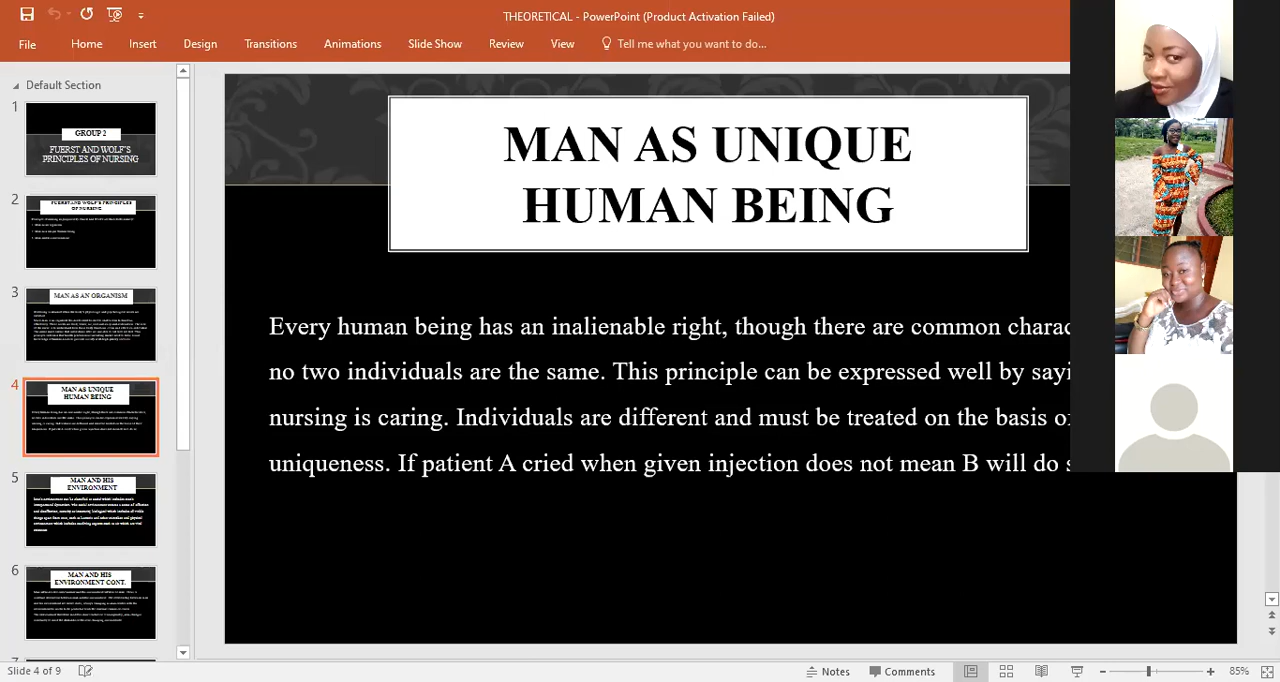 THEORETICAL - PowerPoint (Product Activation Failed)
File Home Insert Design Transitions Animations Slide Show Review View Tell me what you want to do...
Default Section
1
GROUP 2
FUERST AND WOLF'S
PRINCIPLES OF NURSING
2
FUERST AND WOLF'S PRINCIPLES
OF NURSING
3
MAN AS AN ORGANISM
4
MAN AS UNIQUE
HUMAN BEING
5
MAN AND HIS
ENVIRONMENT
6
MAN AND HIS
ENVIRONMENT CONT.
MAN AS UNIQUE
HUMAN BEING
Every human being has an inalienable right, though there are common charac
no two individuals are the same. This principle can be expressed well by sayi
nursing is caring. Individuals are different and must be treated on the basis o
uniqueness. If patient A cried when given injection does not mean B will do s
Slide 4 of 9 Notes Comments 85%